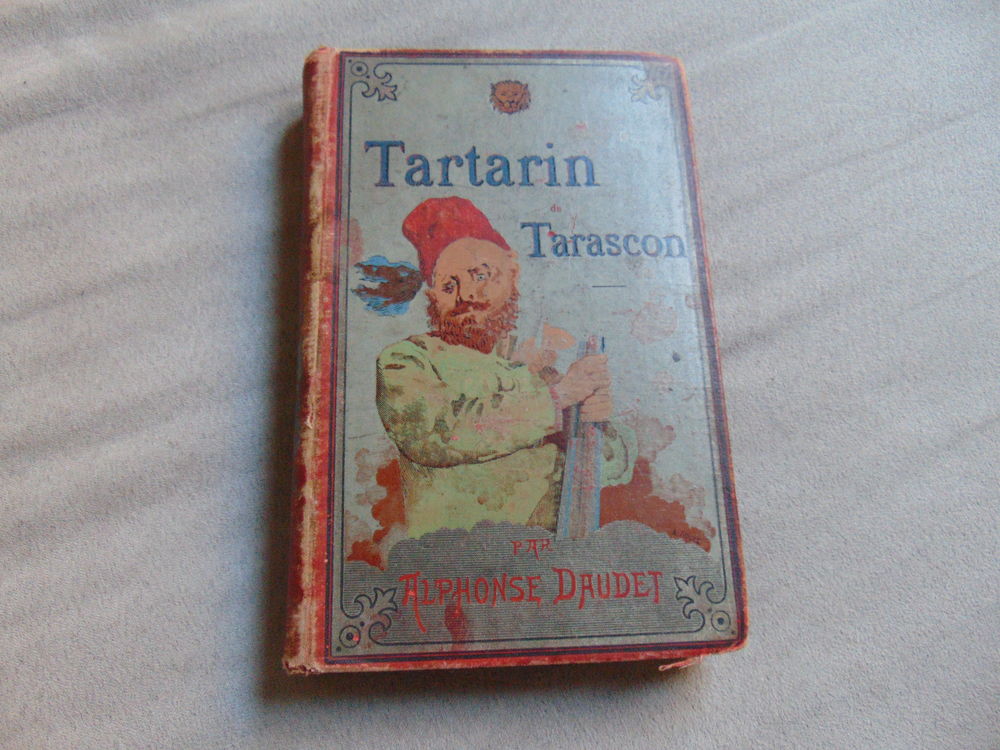 Tartarin
de
Tarascon
PAR
ALPHONSE DAUDET